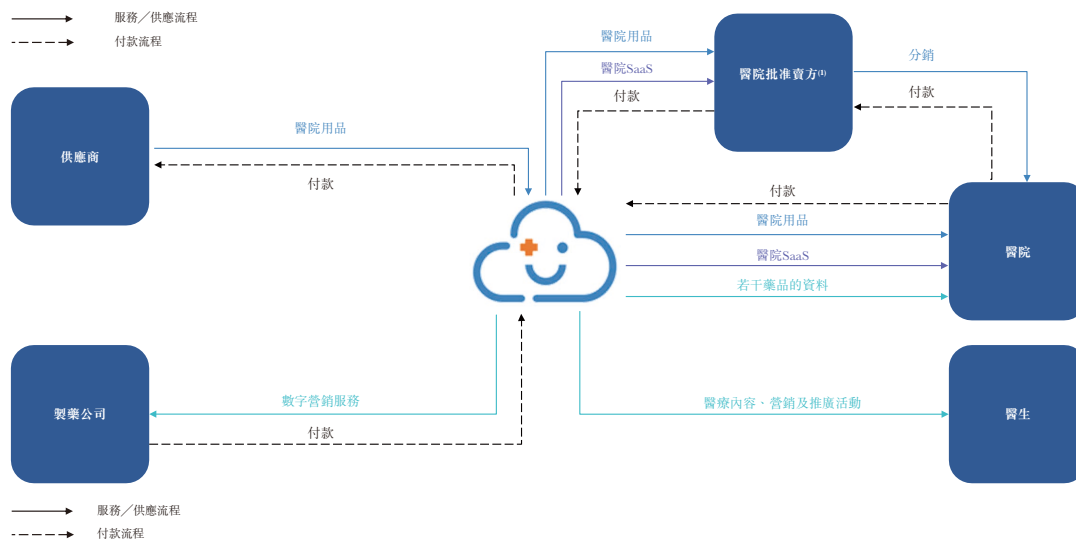 服務／供應流程
付款流程
醫院用品
醫院SaaS
付款
醫院批准賣方⁽¹⁾
分銷
付款
供應商
醫院用品
付款
付款
醫院用品
醫院SaaS
若干藥品的資料
醫院
製藥公司
數字營銷服務
付款
醫療內容、營銷及推廣活動
醫生
服務／供應流程
付款流程